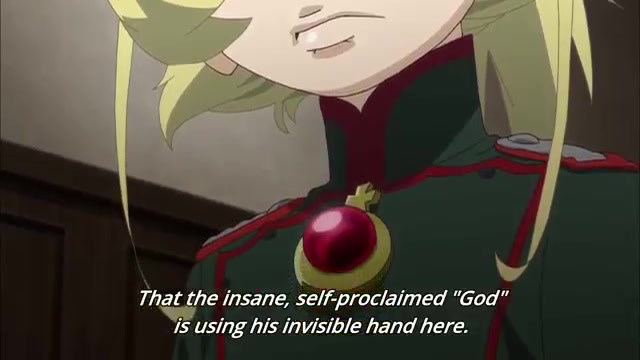 That the insane, self-proclaimed "God"
is using his invisible hand here.